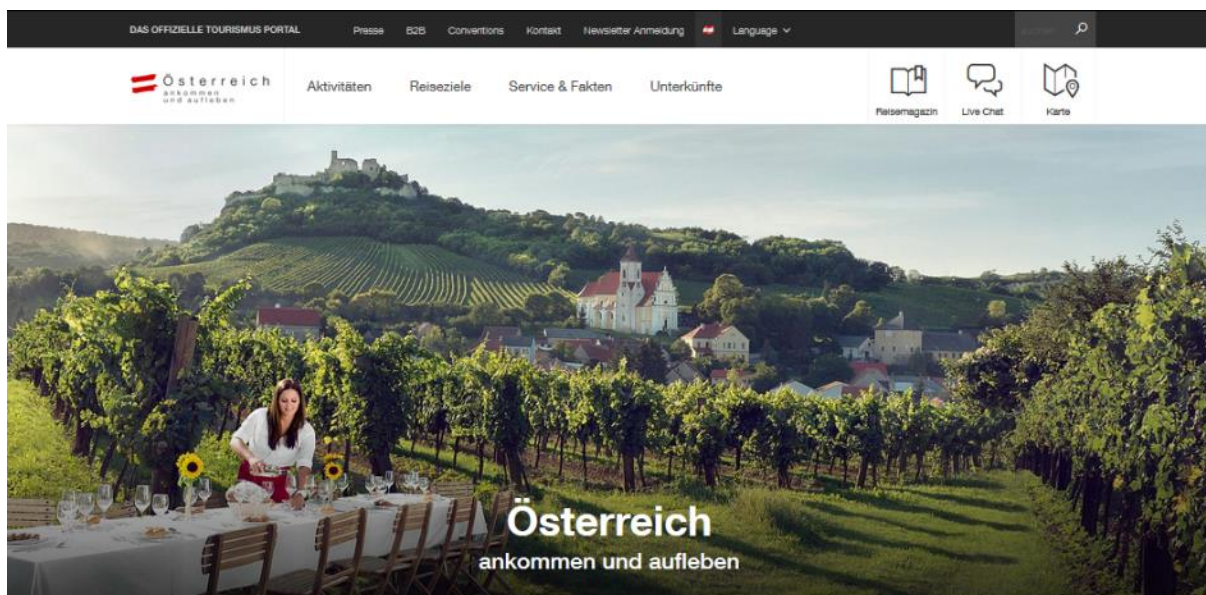 DAS OFFIZIELLE TOURISMUS PORTAL Presse B2B Conventions Kontakt Newsletter Anmeldung Language
Österreich
ankommen
und aufleben
Aktivitäten Reiseziele Service & Fakten Unterkünfte
Reisemagazin Live Chat Karte
Österreich
ankommen und aufleben